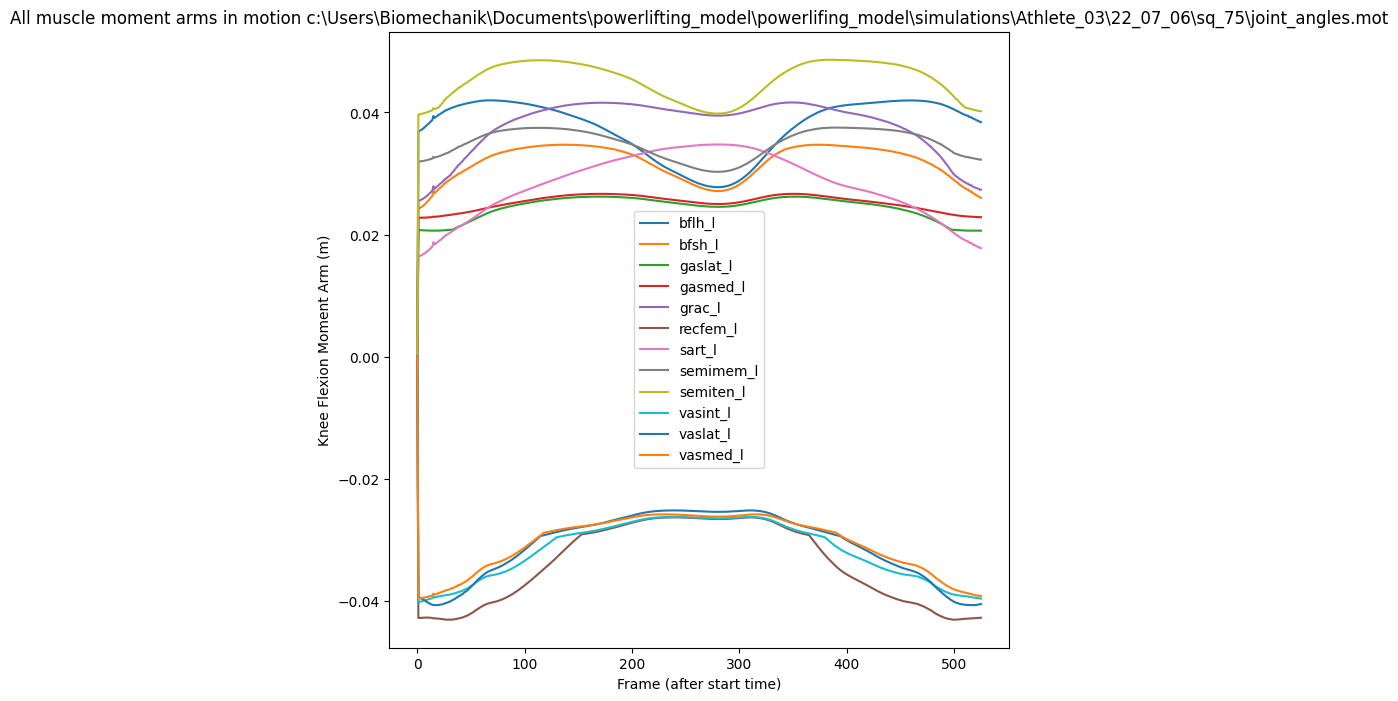 All muscle moment arms in motion c:\Users\Biomechanik\Documents\powerlifting_model\powerlifing_model\simulations\Athlete_03\22_07_06\sq_75\joint_angles.mot
Knee Flexion Moment Arm (m)
0.04
0.02
0.00
−0.02
−0.04
bflh_l
bfsh_l
gaslat_l
gasmed_l
grac_l
recfem_l
sart_l
semimem_l
semiten_l
vasint_l
vaslat_l
vasmed_l
0 100 200 300 400 500
Frame (after start time)